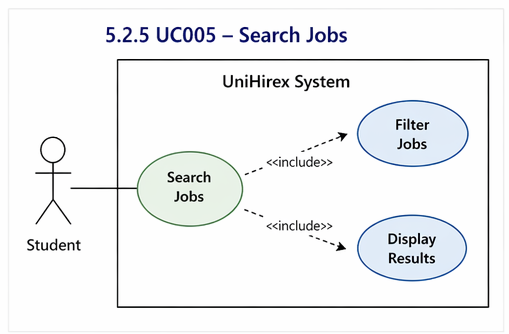 5.2.5 UC005 – Search Jobs
UniHirex System
Filter
Jobs
<<include>>
Search
Jobs
<<include>>
Student
Display
Results